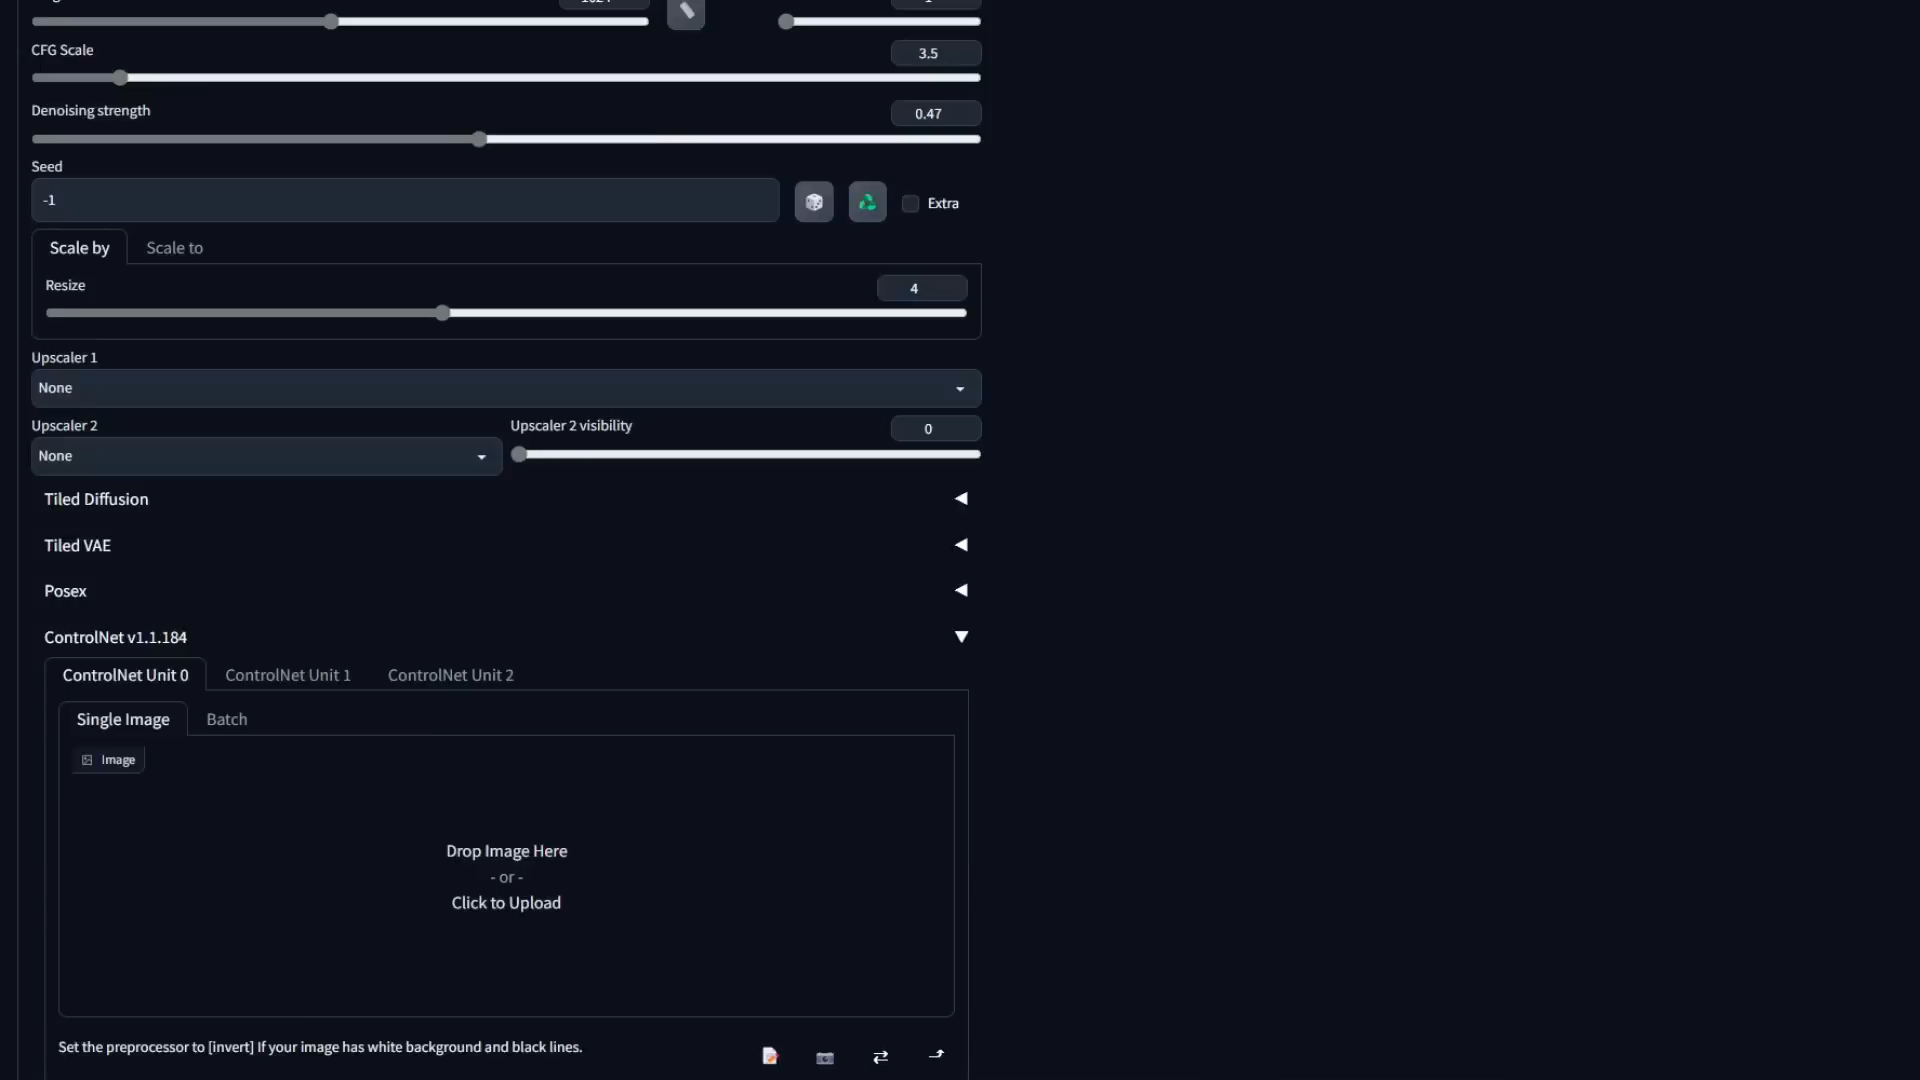 CFG Scale
3.5
Denoising strength
0.47
Seed
-1
Extra
Scale by
Scale to
Resize
4
Upscaler 1
None
Upscaler 2
Upscaler 2 visibility
0
None
Tiled Diffusion
Tiled VAE
Posex
ControlNet v1.1.184
ControlNet Unit 0
ControlNet Unit 1
ControlNet Unit 2
Single Image
Batch
Image
Drop Image Here
- or -
Click to Upload
Set the preprocessor to [invert] If your image has white background and black lines.